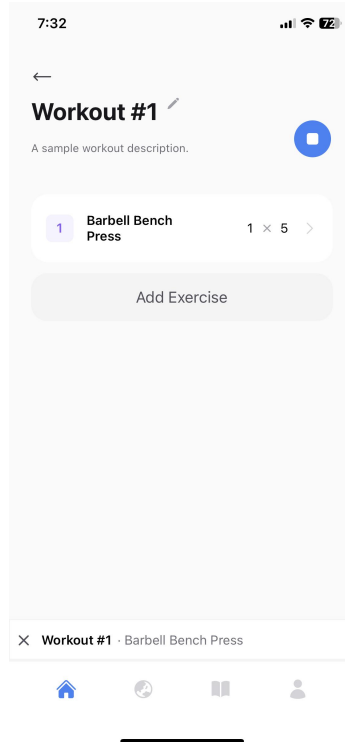 7:32
72
Workout #1
A sample workout description.
1
Barbell Bench
Press
1 × 5
Add Exercise
Workout #1 · Barbell Bench Press